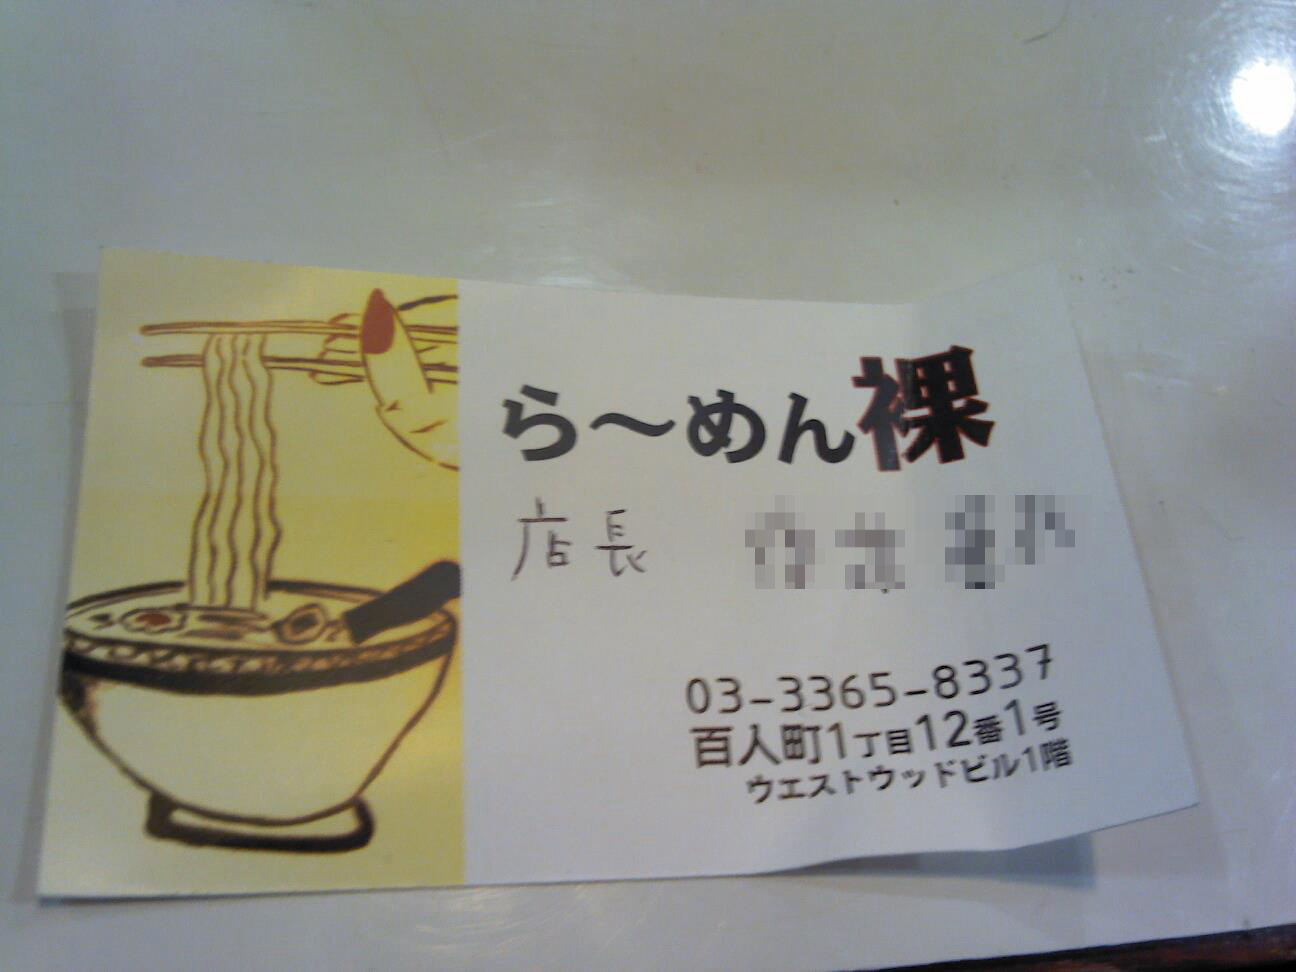 ら〜めん裸
店長
03-3365-8337
百人町1丁目12番1号
ウエストウッドビル1階